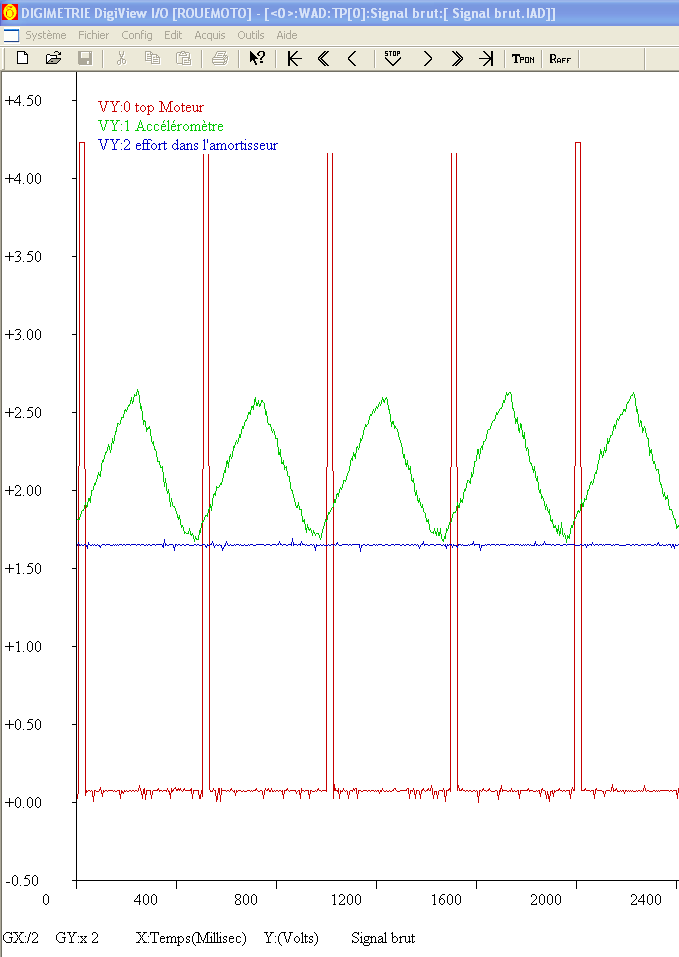 DIGIMETRIE DigiView I/O [ROUEMOTO] - [<0>:WAD:TP[0]:Signal brut:[ Signal brut.IAD]]
Système Fichier Config Edit Acquis Outils Aide
STOP TPON RAFF
VY:0 top Moteur
VY:1 Accéléromètre
VY:2 effort dans l'amortisseur
+4.50
+4.00
+3.50
+3.00
+2.50
+2.00
+1.50
+1.00
+0.50
+0.00
-0.50
0 400 800 1200 1600 2000 2400
GX:/2 GY:x 2 X:Temps(Millisec) Y:(Volts) Signal brut